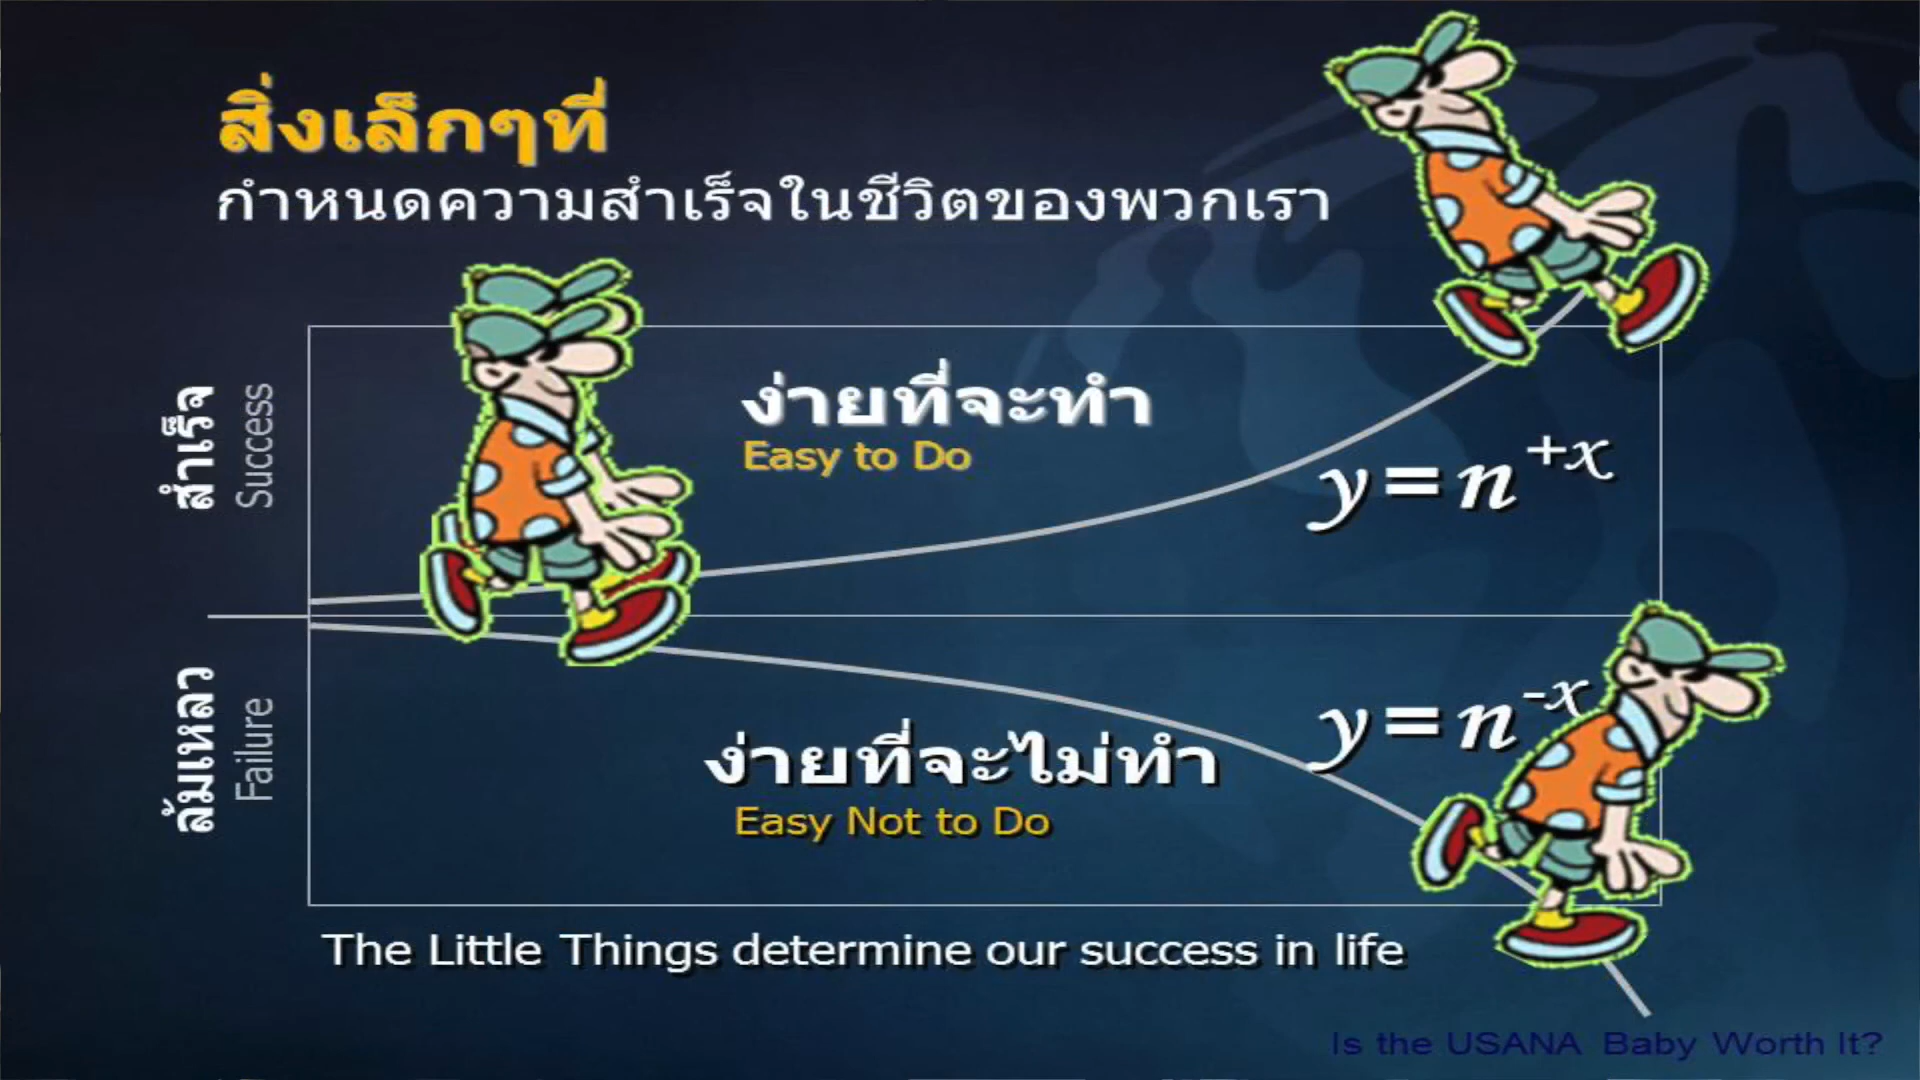 สิ่งเล็กๆที่
กำหนดความสำเร็จในชีวิตของพวกเรา
สำเร็จ
Success
ง่ายที่จะทำ
Easy to Do
y = n +x
ล้มเหลว
Failure
ง่ายที่จะไม่ทำ
Easy Not to Do
y = n -x
The Little Things determine our success in life
Is the USANA Baby Worth It?